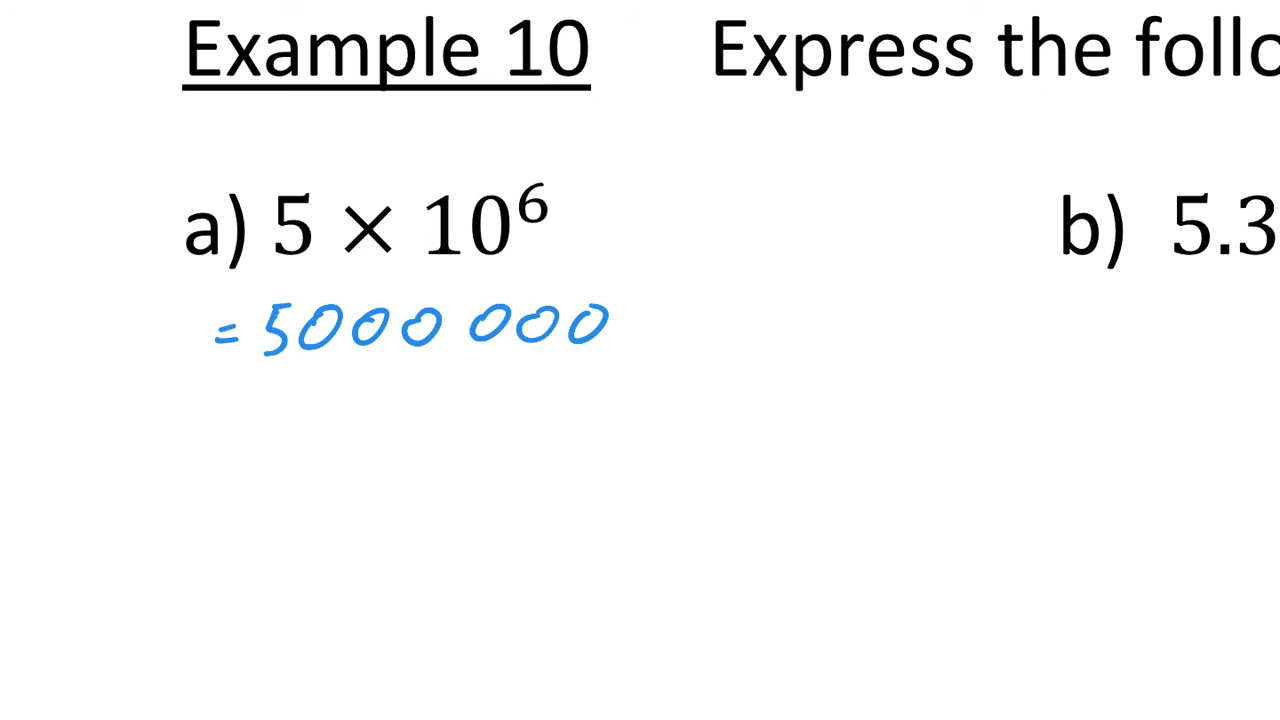 Example 10 Express the follo
a) 5 × 10⁶ b) 5.3
= 5000 000